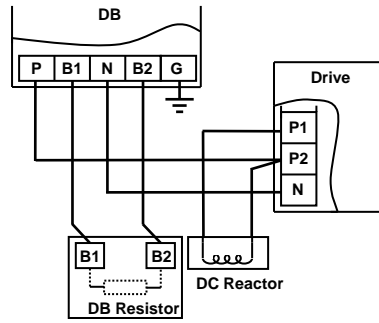 DB
P B1 N B2 G
Drive
P1
P2
N
B1 B2
DB Resistor
DC Reactor